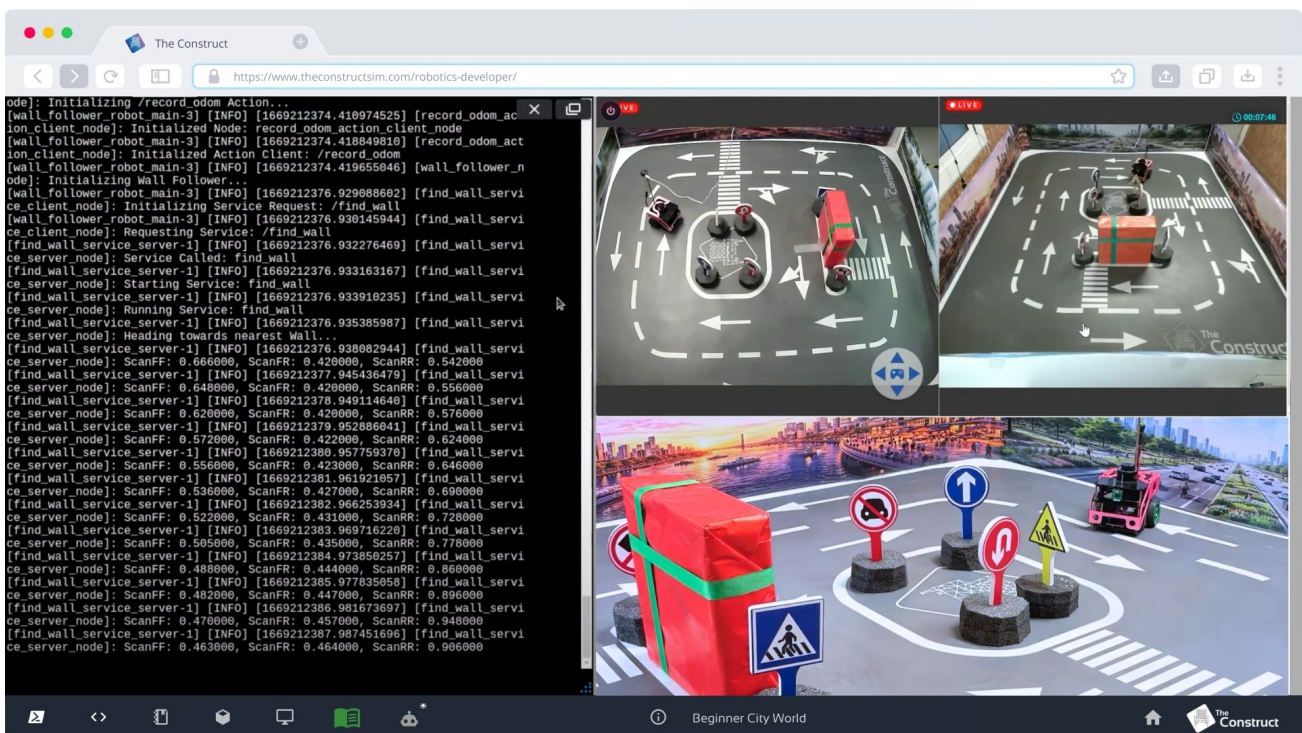 The Construct
https://www.theconstructsim.com/robotics-developer/
ode]: Initializing /record_odom Action...
[wall_follower_robot_main-3] [INFO] [1669212374.410974525] [record_odom_ac
ion_client_node]: Initialized Node: record_odom_action_client_node
[wall_follower_robot_main-3] [INFO] [1669212374.418849810] [record_odom_act
ion_client_node]: Initialized Action Client: /record_odom
[wall_follower_robot_main-3] [INFO] [1669212374.419655046] [wall_follower_n
ode]: Initializing Wall Follower...
[wall_follower_robot_main-3] [INFO] [1669212376.929088602] [find_wall_servi
ce_client_node]: Initializing Service Request: /find_wall
[wall_follower_robot_main-3] [INFO] [1669212376.930145944] [find_wall_servi
ce_client_node]: Requesting Service: /find_wall
[find_wall_service_server-1] [INFO] [1669212376.932276469] [find_wall_servi
ce_server_node]: Service Called: find_wall
[find_wall_service_server-1] [INFO] [1669212376.933163167] [find_wall_servi
ce_server_node]: Starting Service: find_wall
[find_wall_service_server-1] [INFO] [1669212376.933910235] [find_wall_servi
ce_server_node]: Running Service: find_wall
[find_wall_service_server-1] [INFO] [1669212376.935385987] [find_wall_servi
ce_server_node]: Heading towards nearest Wall...
[find_wall_service_server-1] [INFO] [1669212376.938082944] [find_wall_servi
ce_server_node]: ScanFF: 0.666000, ScanFR: 0.420000, ScanRR: 0.542000
[find_wall_service_server-1] [INFO] [1669212377.945436479] [find_wall_servi
ce_server_node]: ScanFF: 0.648000, ScanFR: 0.420000, ScanRR: 0.556000
[find_wall_service_server-1] [INFO] [1669212378.949114640] [find_wall_servi
ce_server_node]: ScanFF: 0.620000, ScanFR: 0.420000, ScanRR: 0.576000
[find_wall_service_server-1] [INFO] [1669212379.952886041] [find_wall_servi
ce_server_node]: ScanFF: 0.572000, ScanFR: 0.422000, ScanRR: 0.624000
[find_wall_service_server-1] [INFO] [1669212380.957759370] [find_wall_servi
ce_server_node]: ScanFF: 0.556000, ScanFR: 0.423000, ScanRR: 0.646000
[find_wall_service_server-1] [INFO] [1669212381.961921057] [find_wall_servi
ce_server_node]: ScanFF: 0.536000, ScanFR: 0.427000, ScanRR: 0.690000
[find_wall_service_server-1] [INFO] [1669212382.966253934] [find_wall_servi
ce_server_node]: ScanFF: 0.522000, ScanFR: 0.431000, ScanRR: 0.728000
[find_wall_service_server-1] [INFO] [1669212383.969716220] [find_wall_servi
ce_server_node]: ScanFF: 0.505000, ScanFR: 0.435000, ScanRR: 0.778000
[find_wall_service_server-1] [INFO] [1669212384.973850257] [find_wall_servi
ce_server_node]: ScanFF: 0.488000, ScanFR: 0.444000, ScanRR: 0.860000
[find_wall_service_server-1] [INFO] [1669212385.977835058] [find_wall_servi
ce_server_node]: ScanFF: 0.482000, ScanFR: 0.447000, ScanRR: 0.896000
[find_wall_service_server-1] [INFO] [1669212386.981673697] [find_wall_servi
ce_server_node]: ScanFF: 0.470000, ScanFR: 0.457000, ScanRR: 0.948000
[find_wall_service_server-1] [INFO] [1669212387.987451696] [find_wall_servi
ce_server_node]: ScanFF: 0.463000, ScanFR: 0.464000, ScanRR: 0.906000
VE
LIVE
00:07:46
Construct
The
Construct
Beginner City World
The
Construct